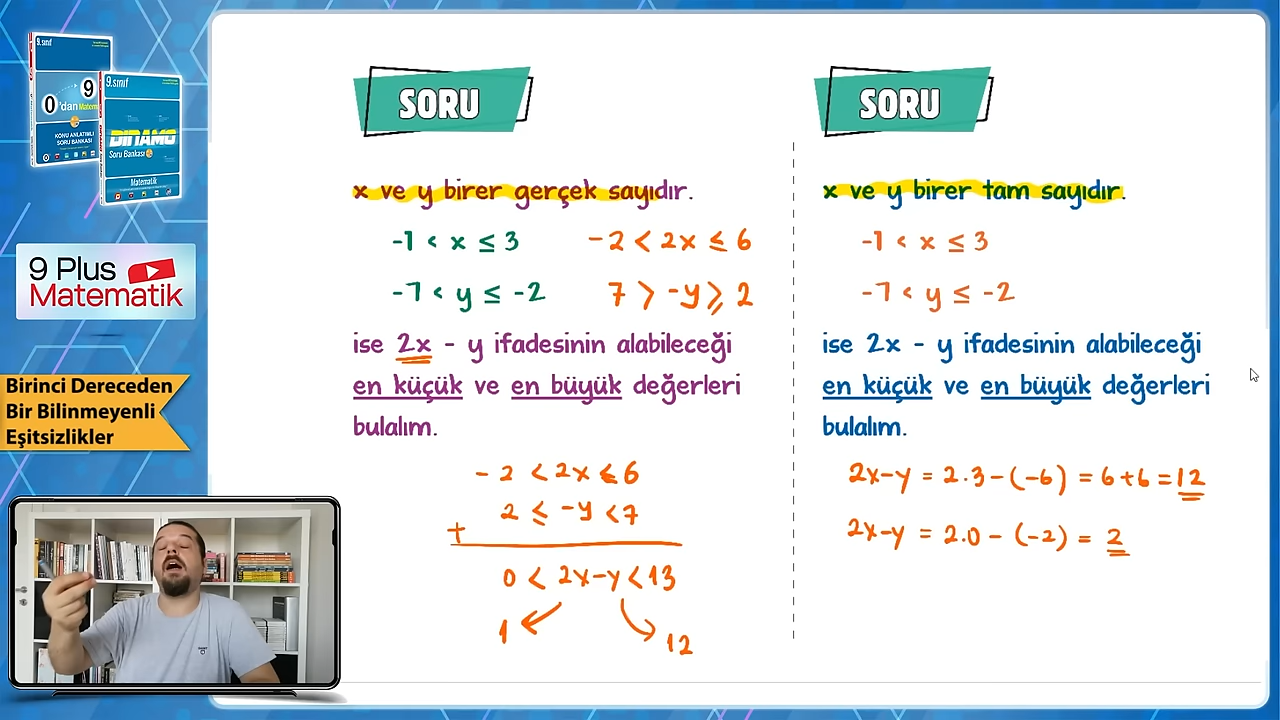 9.sınıf
0'dan 9
Matem
KONU ANLATIMLI
SORU BANKASI
9.sınıf
DİNAMO
Soru Bankası
Matematik
9 Plus
Matematik
Birinci Dereceden
Bir Bilinmeyenli
Eşitsizlikler
SORU
x ve y birer gerçek sayıdır.
-1 < x ≤ 3 -2 < 2x ≤ 6
-7 < y ≤ -2 7 > -y ≥ 2
ise 2x - y ifadesinin alabileceği
en küçük ve en büyük değerleri
bulalım.
-2 < 2x ≤ 6
2 ≤ -y < 7
+
0 < 2x-y < 13
1 12
SORU
x ve y birer tam sayıdır.
-1 < x ≤ 3
-7 < y ≤ -2
ise 2x - y ifadesinin alabileceği
en küçük ve en büyük değerleri
bulalım.
2x-y = 2.3-(-6) = 6+6 = 12
2x-y = 2.0 - (-2) = 2